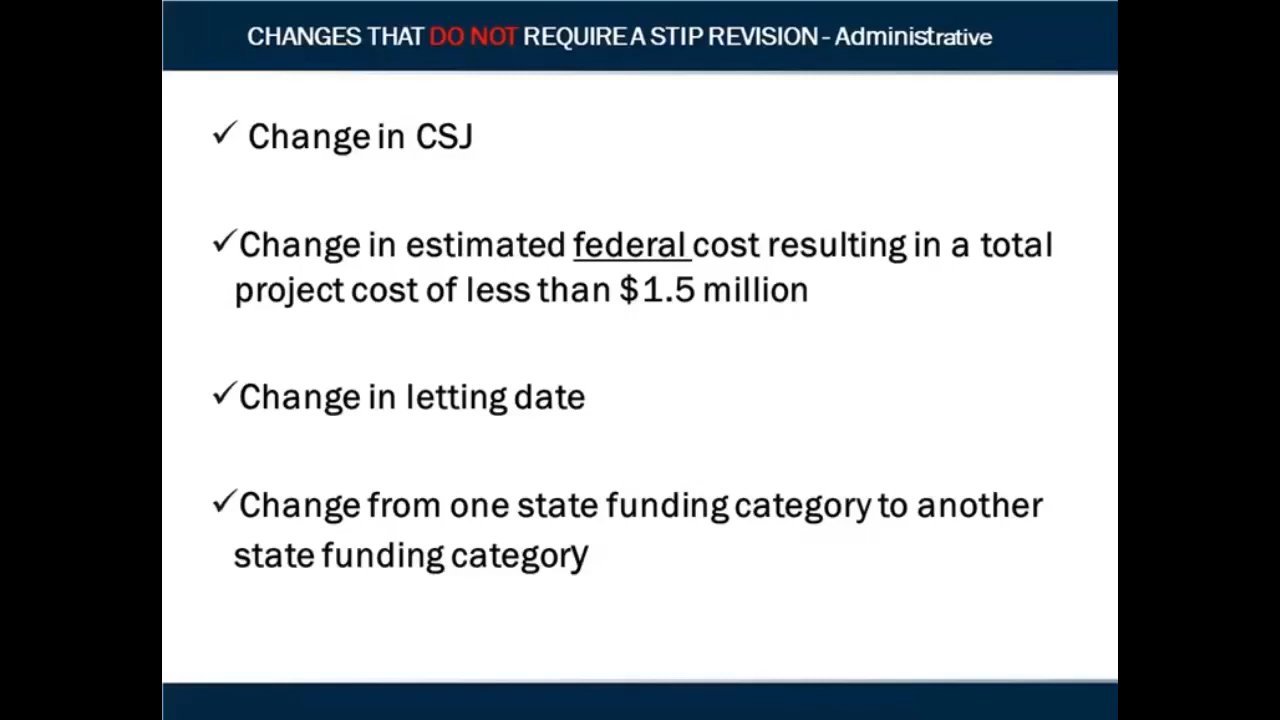 CHANGES THAT DO NOT REQUIRE A STIP REVISION - Administrative
✓ Change in CSJ
✓Change in estimated federal cost resulting in a total
project cost of less than $1.5 million
✓Change in letting date
✓Change from one state funding category to another
state funding category